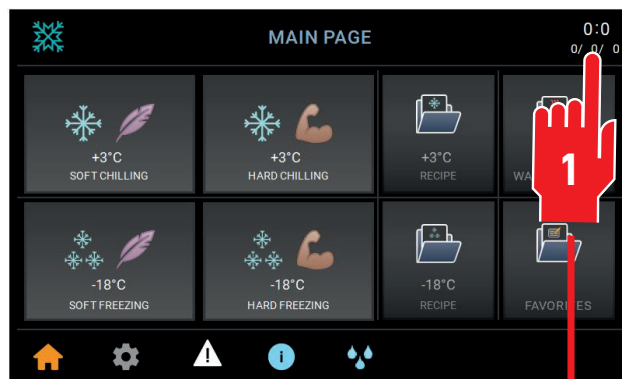 MAIN PAGE
0:0
0/ 0/ 0
+3°C
SOFT CHILLING
+3°C
HARD CHILLING
+3°C
RECIPE
1
-18°C
SOFT FREEZING
-18°C
HARD FREEZING
-18°C
RECIPE
FAVORITES
i